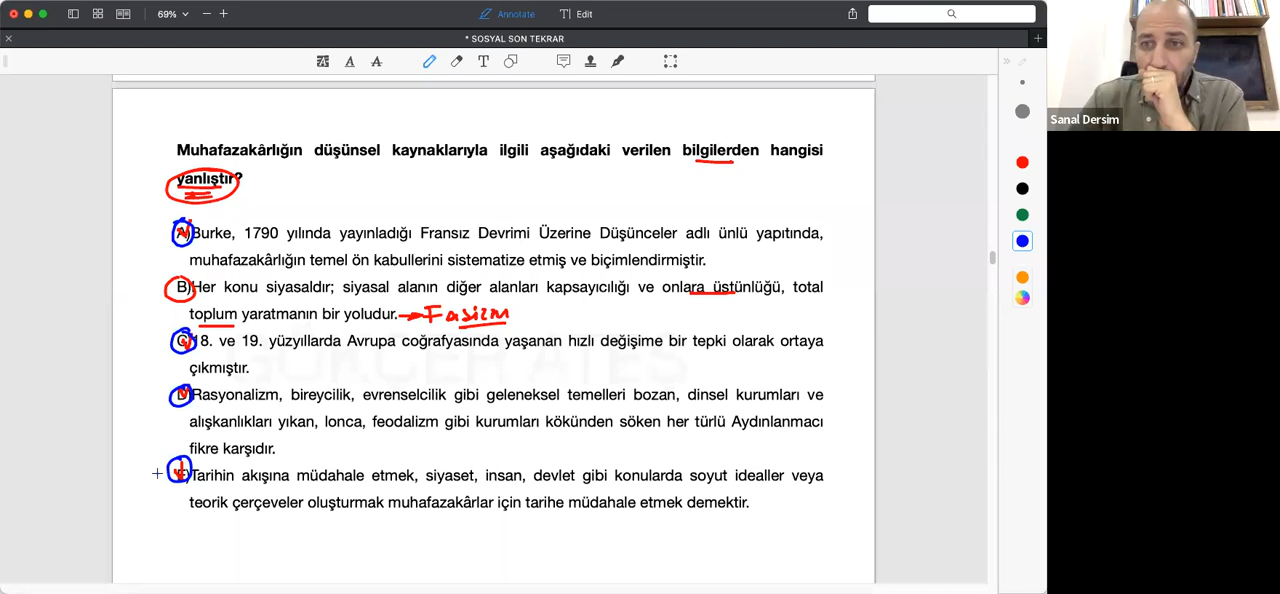 69%
Annotate
Edit
* SOSYAL SON TEKRAR
Sanal Dersim
Muhafazakârlığın düşünsel kaynaklarıyla ilgili aşağıdaki verilen bilgilerden hangisi
yanlıştır?
A)Burke, 1790 yılında yayınladığı Fransız Devrimi Üzerine Düşünceler adlı ünlü yapıtında,
muhafazakârlığın temel ön kabullerini sistematize etmiş ve biçimlendirmiştir.
B)Her konu siyasaldır; siyasal alanın diğer alanları kapsayıcılığı ve onlara üstünlüğü, total
toplum yaratmanın bir yoludur. → Fasizm
C)18. ve 19. yüzyıllarda Avrupa coğrafyasında yaşanan hızlı değişime bir tepki olarak ortaya
çıkmıştır.
D)Rasyonalizm, bireycilik, evrenselcilik gibi geleneksel temelleri bozan, dinsel kurumları ve
alışkanlıkları yıkan, lonca, feodalizm gibi kurumları kökünden söken her türlü Aydınlanmacı
fikre karşıdır.
E)Tarihin akışına müdahale etmek, siyaset, insan, devlet gibi konularda soyut idealler veya
teorik çerçeveler oluşturmak muhafazakârlar için tarihe müdahale etmek demektir.
GÖKÇER ATEŞ